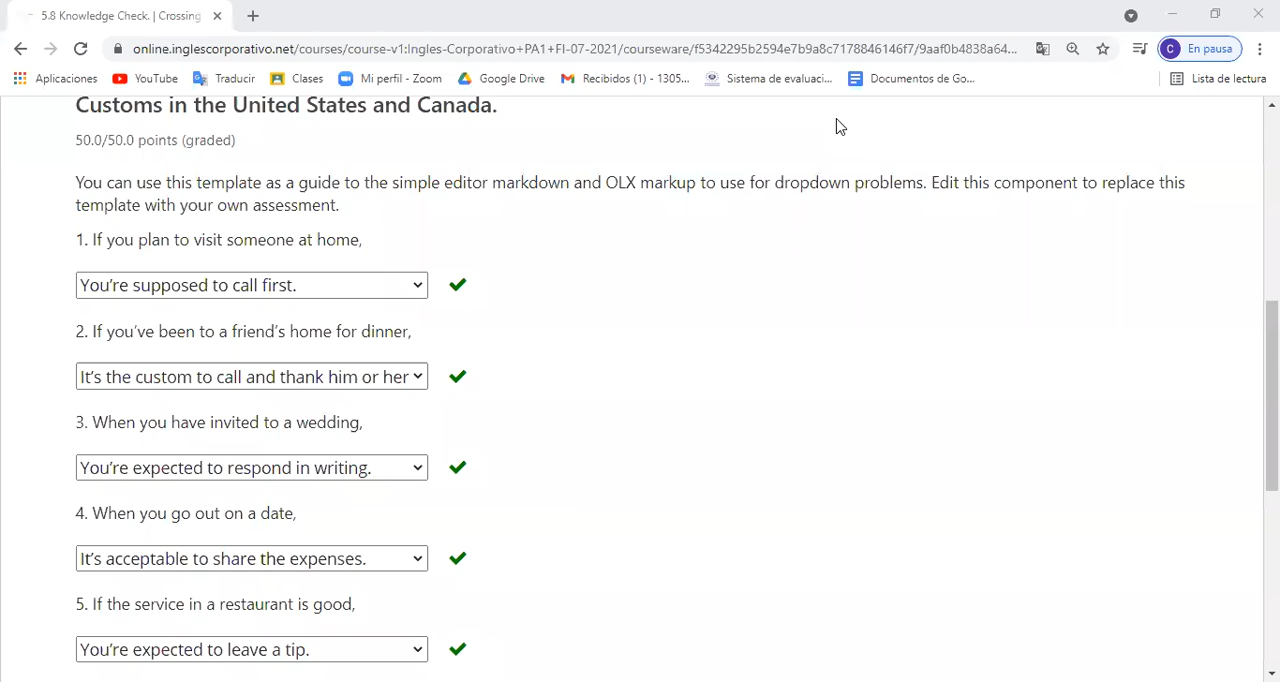 5.8 Knowledge Check. | Crossing
online.inglescorporativo.net/courses/course-v1:Ingles-Corporativo+PA1+FI-07-2021/courseware/f5342295b2594e7b9a8c7178846146f7/9aaf0b4838a64...
C En pausa
Aplicaciones YouTube Traducir Clases Mi perfil - Zoom Google Drive Recibidos (1) - 1305... Sistema de evaluaci... Documentos de Go... Lista de lectura
Customs in the United States and Canada.
50.0/50.0 points (graded)
You can use this template as a guide to the simple editor markdown and OLX markup to use for dropdown problems. Edit this component to replace this
template with your own assessment.
1. If you plan to visit someone at home,
You're supposed to call first.
2. If you've been to a friend's home for dinner,
It's the custom to call and thank him or her
3. When you have invited to a wedding,
You're expected to respond in writing.
4. When you go out on a date,
It's acceptable to share the expenses.
5. If the service in a restaurant is good,
You're expected to leave a tip.